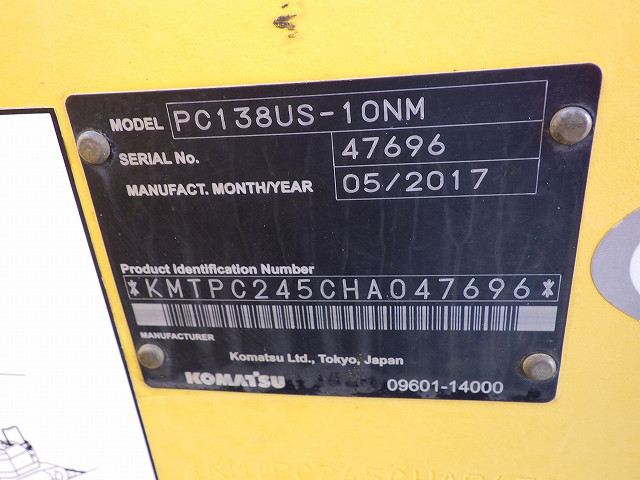 MODEL PC138US-10NM
SERIAL No. 47696
MANUFACT. MONTH/YEAR 05/2017
Product Identification Number
*KMTPC245CHA047696*
MANUFACTURER
Komatsu Ltd., Tokyo, Japan
KOMATSU 09601-14000